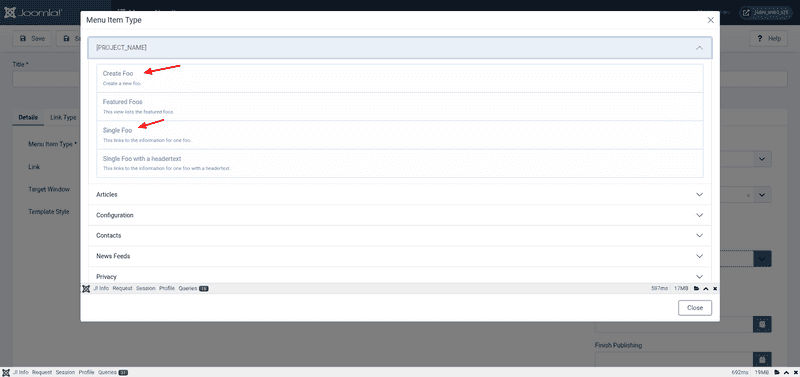 Joomla!
Menu Item Type
Save
Help
[PROJECT_NAME]
Title *
Create Foo
Create a new foo.
Featured Foos
This view lists the featured foos.
Details
Link Type
Single Foo
This links to the information for one foo.
Menu Item Type *
Single Foo with a headertext
Link
This links to the information for one foo with a headertext.
Target Window
Articles
Template Style
Configuration
Contacts
News Feeds
Privacy
J! Info Request Session Profile Queries
597ms 17MB
Close
Finish Publishing
J! Info Request Session Profile Queries 31
692ms 19MB